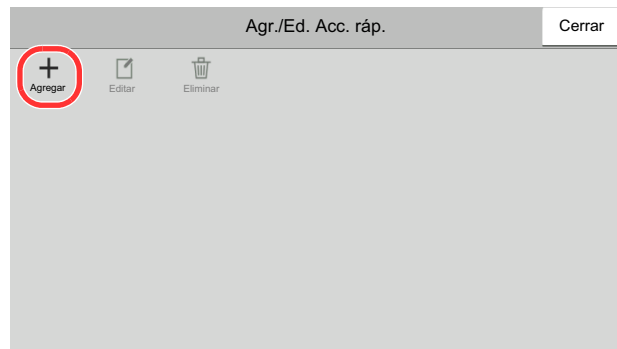 Agr./Ed. Acc. ráp.
Cerrar
Agregar
Editar
Eliminar